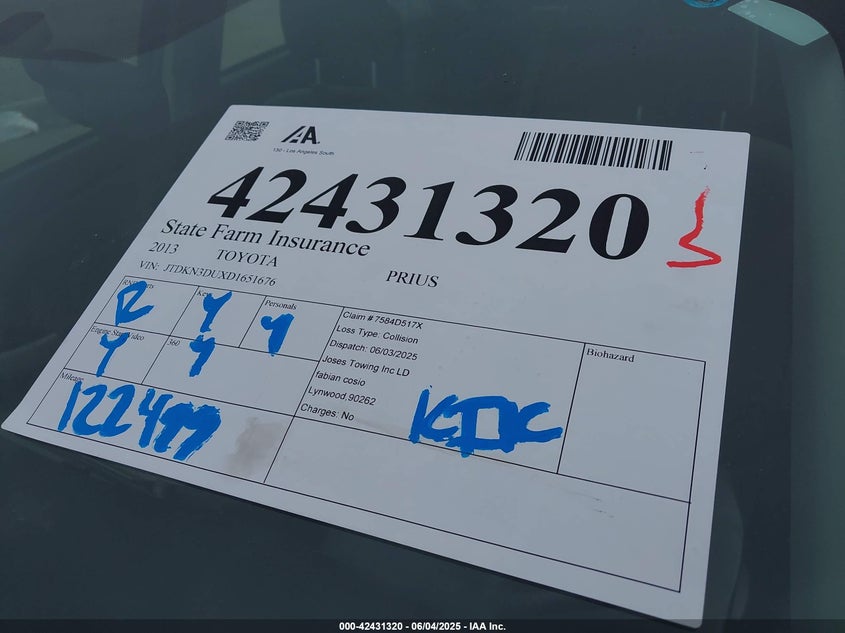 IAA
130 - Los Angeles South
42431320
State Farm Insurance
2013 TOYOTA PRIUS
VIN: JTDKN3DUXD1651676
Keys Personals
R Y Y
Engine Start Video 360
Y Y
Mileage
122499
Claim # 7584D517X
Loss Type: Collision
Dispatch: 06/03/2025
Joses Towing Inc LD
fabian cosio
Lynwood,90262
Charges: No
Biohazard
000-42431320 - 06/04/2025 - IAA Inc.